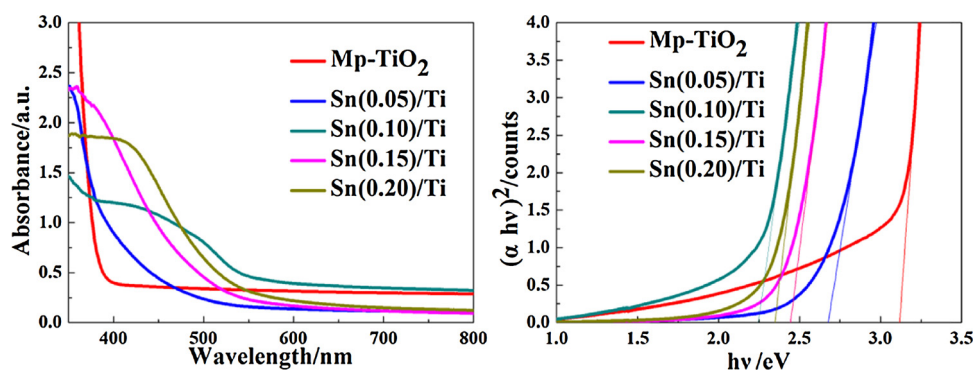 3.0
2.5
2.0
1.5
1.0
0.5
0.0
Absorbance/a.u.
Mp-TiO2
Sn(0.05)/Ti
Sn(0.10)/Ti
Sn(0.15)/Ti
Sn(0.20)/Ti
400 500 600 700 800
Wavelength/nm
4.0
3.5
3.0
2.5
2.0
1.5
1.0
0.5
0.0
(α hν)2/counts
Mp-TiO2
Sn(0.05)/Ti
Sn(0.10)/Ti
Sn(0.15)/Ti
Sn(0.20)/Ti
1.0 1.5 2.0 2.5 3.0 3.5
hν/eV